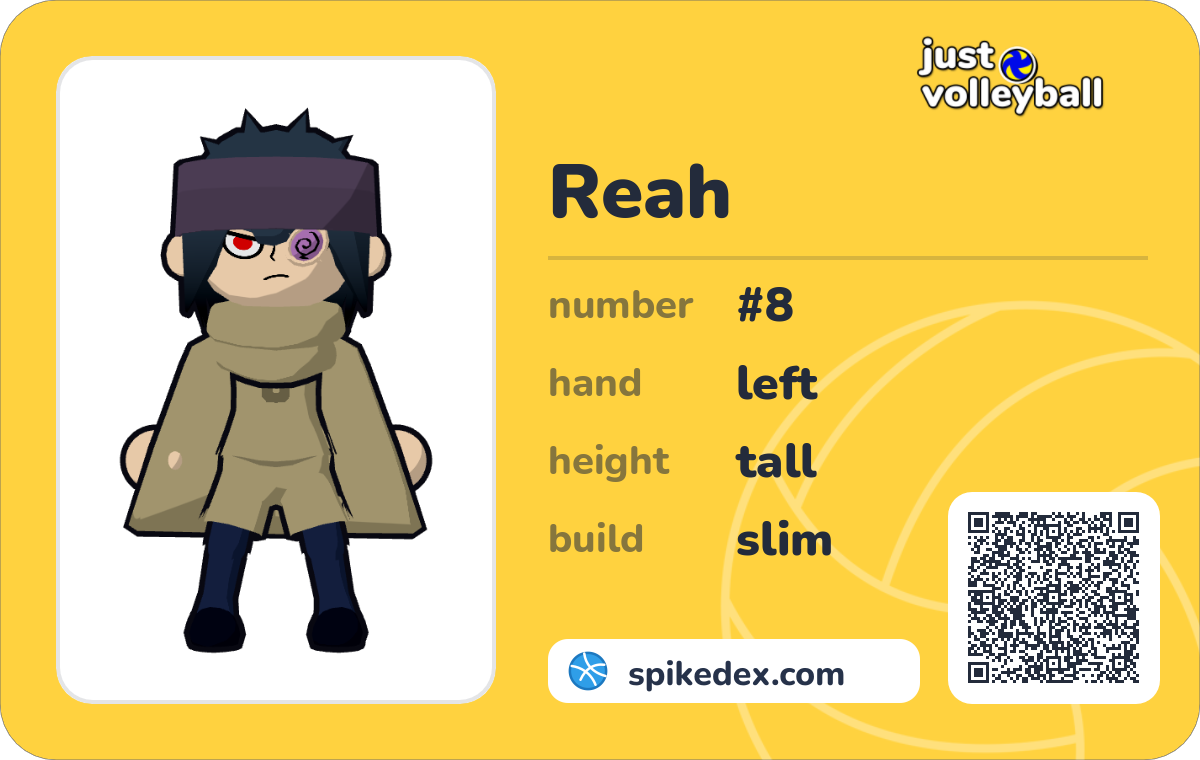 just
volleyball
Reah
number #8
hand left
height tall
build slim
spikedex.com